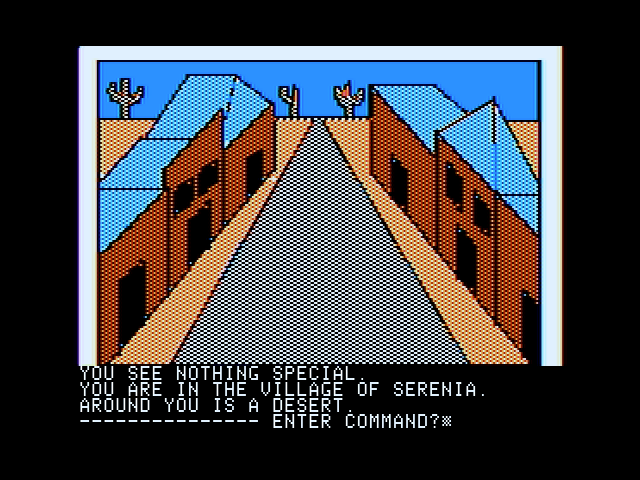 YOU SEE NOTHING SPECIAL.
YOU ARE IN THE VILLAGE OF SERENIA.
AROUND YOU IS A DESERT.
--------------- ENTER COMMAND?